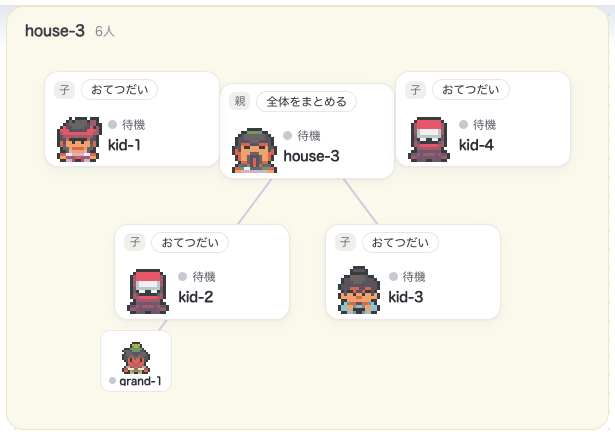 house-3 6人
子 おてつだい
待機
kid-1
親 全体をまとめる
待機
house-3
子 おてつだい
待機
kid-4
子 おてつだい
待機
kid-2
子 おてつだい
待機
kid-3
grand-1